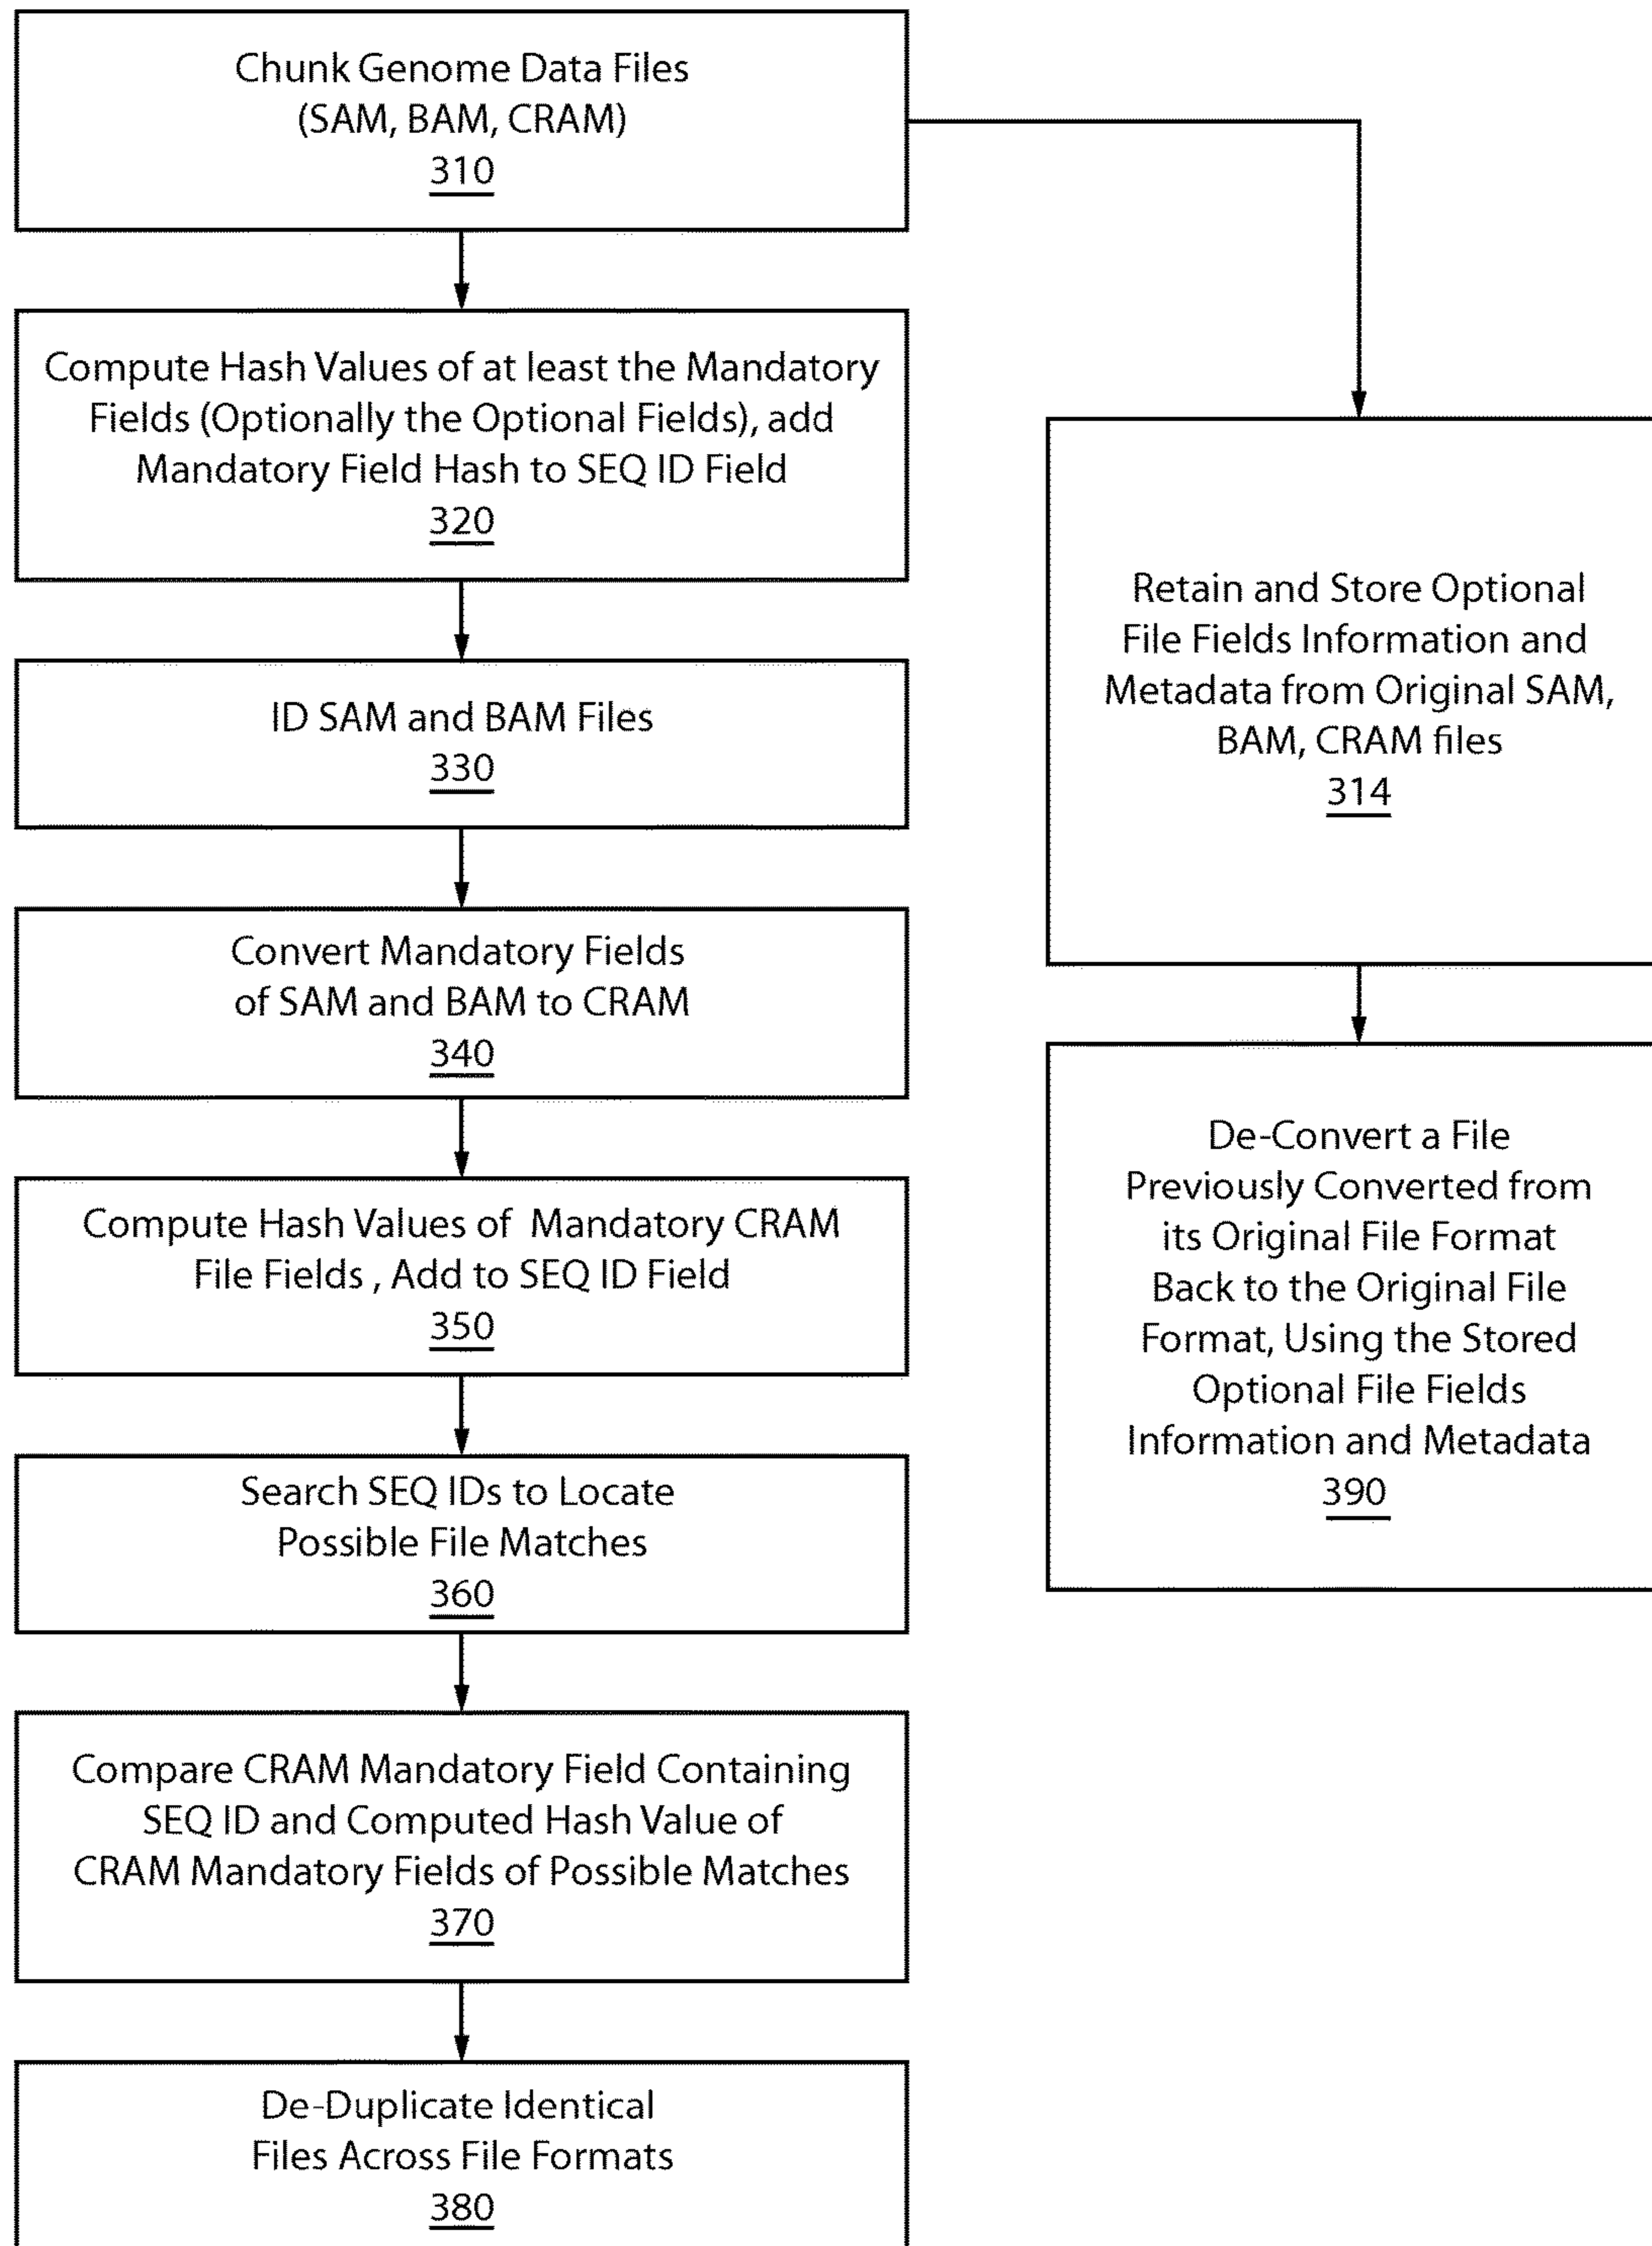 Chunk Genome Data Files
(SAM, BAM, CRAM)
310
Compute Hash Values of at least the Mandatory
Fields (Optionally the Optional Fields), add
Mandatory Field Hash to SEQ ID Field
320
ID SAM and BAM Files
330
Convert Mandatory Fields
of SAM and BAM to CRAM
340
Compute Hash Values of Mandatory CRAM
File Fields , Add to SEQ ID Field
350
Search SEQ IDs to Locate
Possible File Matches
360
Compare CRAM Mandatory Field Containing
SEQ ID and Computed Hash Value of
CRAM Mandatory Fields of Possible Matches
370
De-Duplicate Identical
Files Across File Formats
380
Retain and Store Optional
File Fields Information and
Metadata from Original SAM,
BAM, CRAM files
314
De-Convert a File
Previously Converted from
its Original File Format
Back to the Original File
Format, Using the Stored
Optional File Fields
Information and Metadata
390